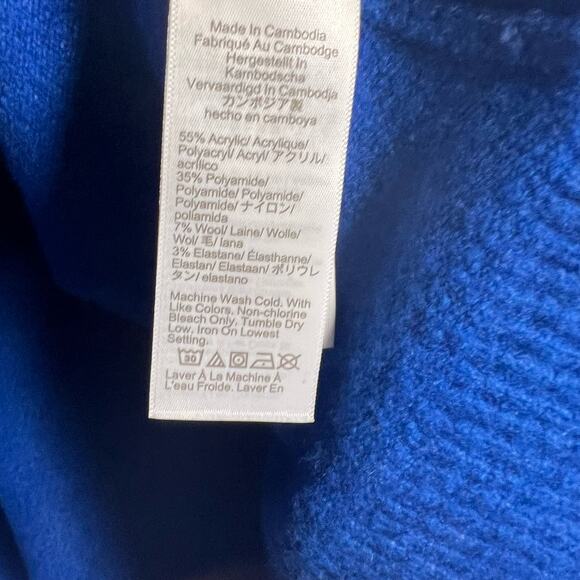 Made In Cambodia
Fabriqué Au Cambodge
Hergestellt In
Kambodscha
Vervaardigd In Cambodja
カンボジア製
hecho en camboya
55% Acrylic/ Acrylique/
Polyacryl/ Acryl/ アクリル/
acrílico
35% Polyamide/
Polyamide/ Polyamide/
Polyamide/ ナイロン/
poliamida
7% Wool/ Laine/ Wolle/
Wol/ 毛/ lana
3% Elastane/ Élasthanne/
Elastan/ Elastaan/ ポリウレ
タン/ elastano
Machine Wash Cold. With
Like Colors. Non-chlorine
Bleach Only. Tumble Dry
Low, Iron On Lowest
Setting.
30
Laver À La Machine À
L'eau Froide. Laver En